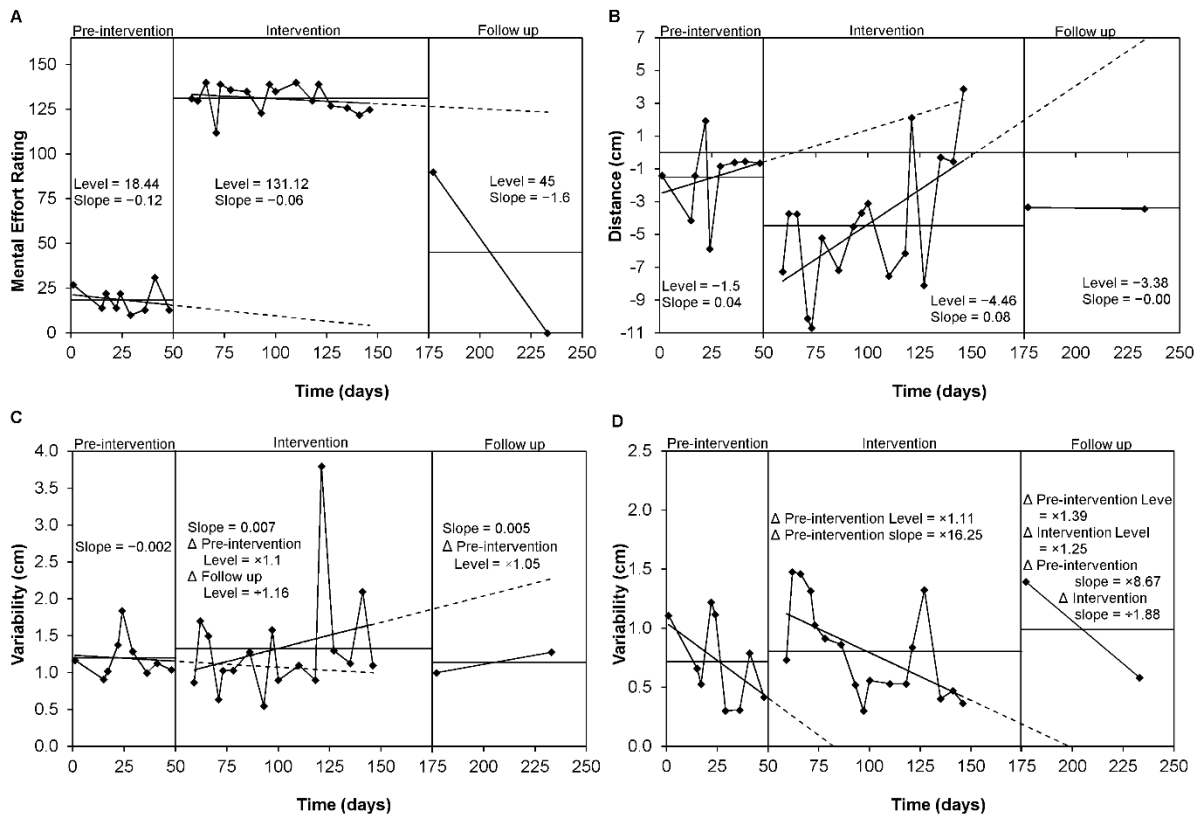 A
Pre-intervention
Intervention
Follow up
150
125
100
75
50
25
0
Mental Effort Rating
Level = 18.44
Slope = −0.12
Level = 131.12
Slope = −0.06
Level = 45
Slope = −1.6
0 25 50 75 100 125 150 175 200 225 250
Time (days)
B
Pre-intervention
Intervention
Follow up
7
5
3
1
-1
-3
-5
-7
-9
-11
Distance (cm)
Level = −1.5
Slope = 0.04
Level = −4.46
Slope = 0.08
Level = −3.38
Slope = −0.00
0 25 50 75 100 125 150 175 200 225 250
Time (days)
C
Pre-intervention
Intervention
Follow up
4.0
3.5
3.0
2.5
2.0
1.5
1.0
0.5
0.0
Variability (cm)
Slope = −0.002
Slope = 0.007
Δ Pre-intervention
Level = ×1.1
Δ Follow up
Level = ÷1.16
Slope = 0.005
Δ Pre-intervention
Level = ×1.05
0 25 50 75 100 125 150 175 200 225 250
Time (days)
D
Pre-intervention
Intervention
Follow up
2.5
2.0
1.5
1.0
0.5
0.0
Variability (cm)
Δ Pre-intervention Level = ×1.11
Δ Pre-intervention slope = ×16.25
Δ Pre-intervention Level
= ×1.39
Δ Intervention Level
= ×1.25
Δ Pre-intervention
slope = ×8.67
Δ Intervention
slope = ÷1.88
0 25 50 75 100 125 150 175 200 225 250
Time (days)